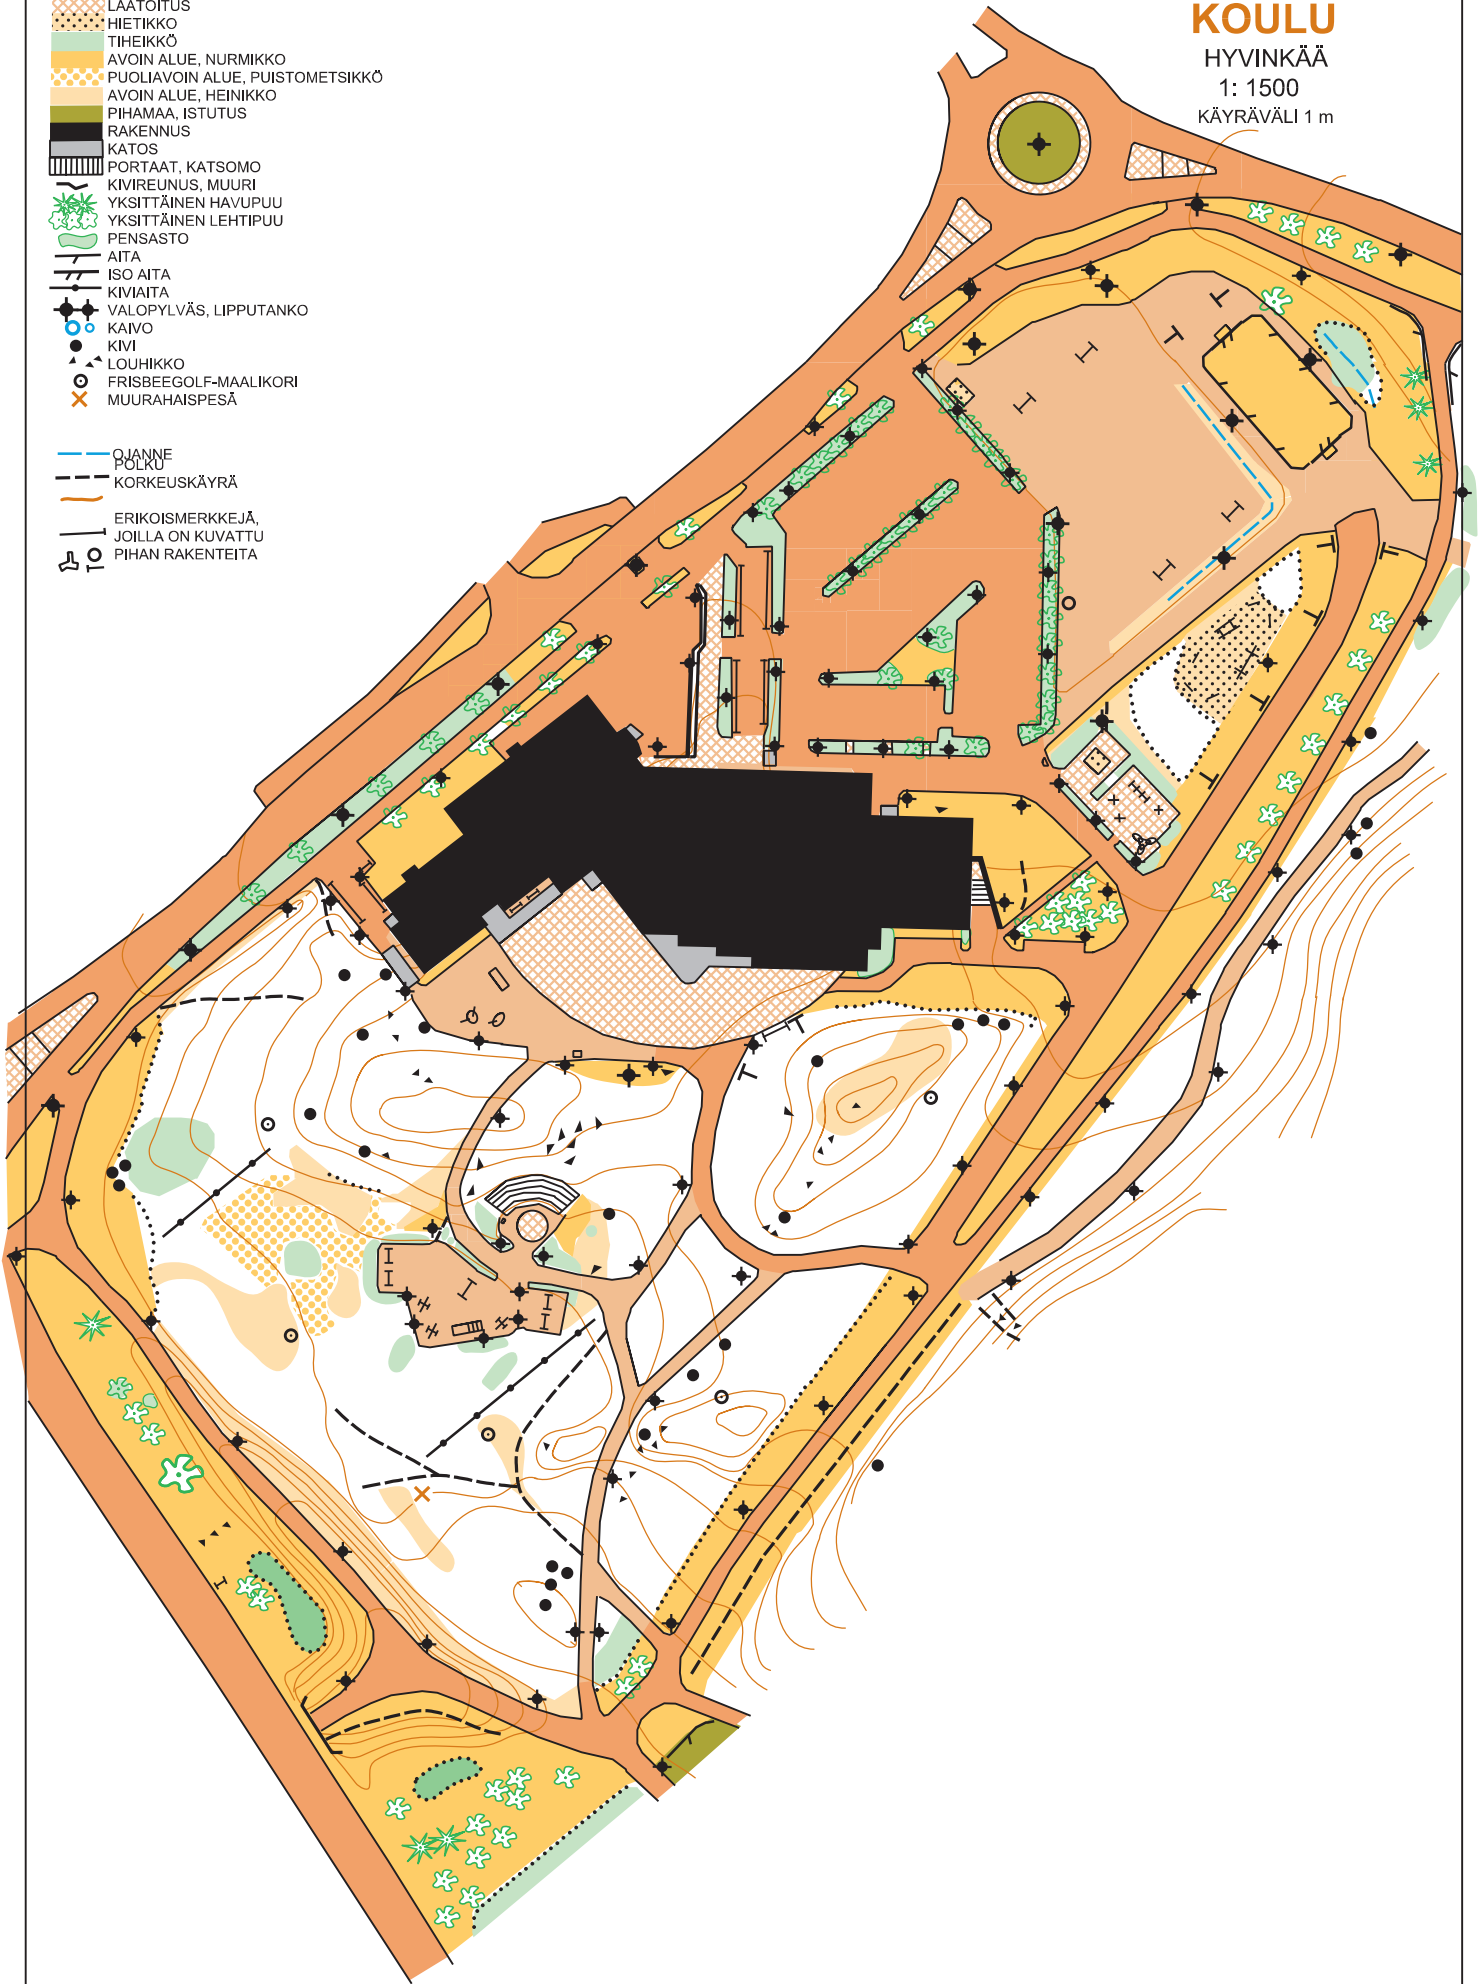 LAATOITUS
HIETIKKO
TIHEIKKÖ
AVOIN ALUE, NURMIKKO
PUOLIAVOIN ALUE, PUISTOMETSIKKÖ
AVOIN ALUE, HEINIKKO
PIHAMAA, ISTUTUS
RAKENNUS
KATOS
PORTAAT, KATSOMO
KIVIREUNUS, MUURI
YKSITTÄINEN HAVUPUU
YKSITTÄINEN LEHTIPUU
PENSASTO
AITA
ISO AITA
KIVIAITA
VALOPYLVÄS, LIPPUTANKO
KAIVO
KIVI
LOUHIKKO
FRISBEEGOLF-MAALIKORI
MUURAHAISPESÄ
OJANNE
POLKU
KORKEUSKÄYRÄ
ERIKOISMERKKEJÄ,
JOILLA ON KUVATTU
PIHAN RAKENTEITA
KOULU
HYVINKÄÄ
1: 1500
KÄYRÄVÄLI 1 m